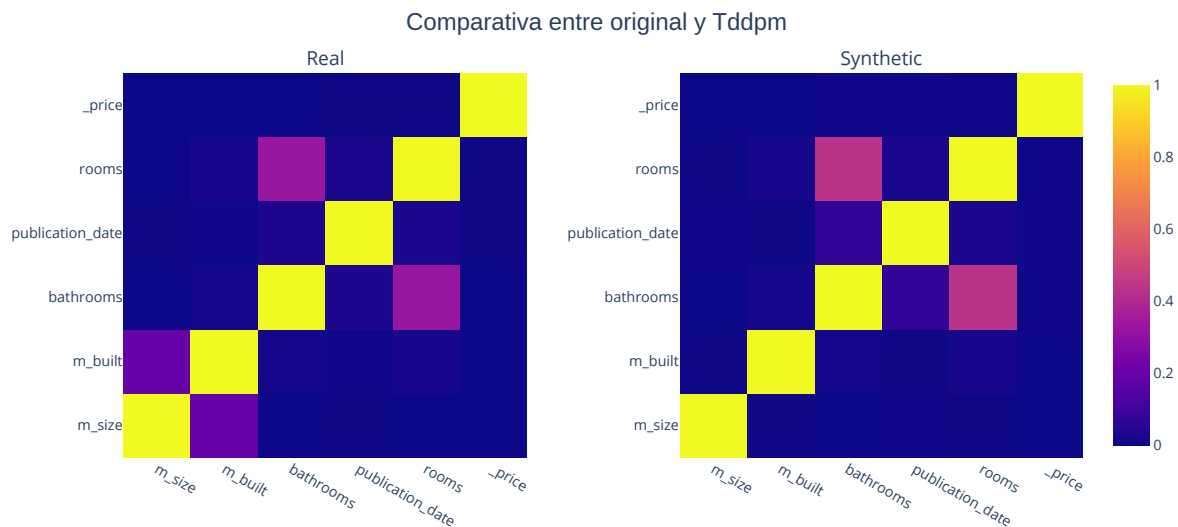 Comparativa entre original y Tddpm
Real
Synthetic
_price
rooms
publication_date
bathrooms
m_built
m_size
m_size
m_built
bathrooms
publication_date
rooms
_price
_price
rooms
publication_date
bathrooms
m_built
m_size
m_size
m_built
bathrooms
publication_date
rooms
_price
1
0.8
0.6
0.4
0.2
0